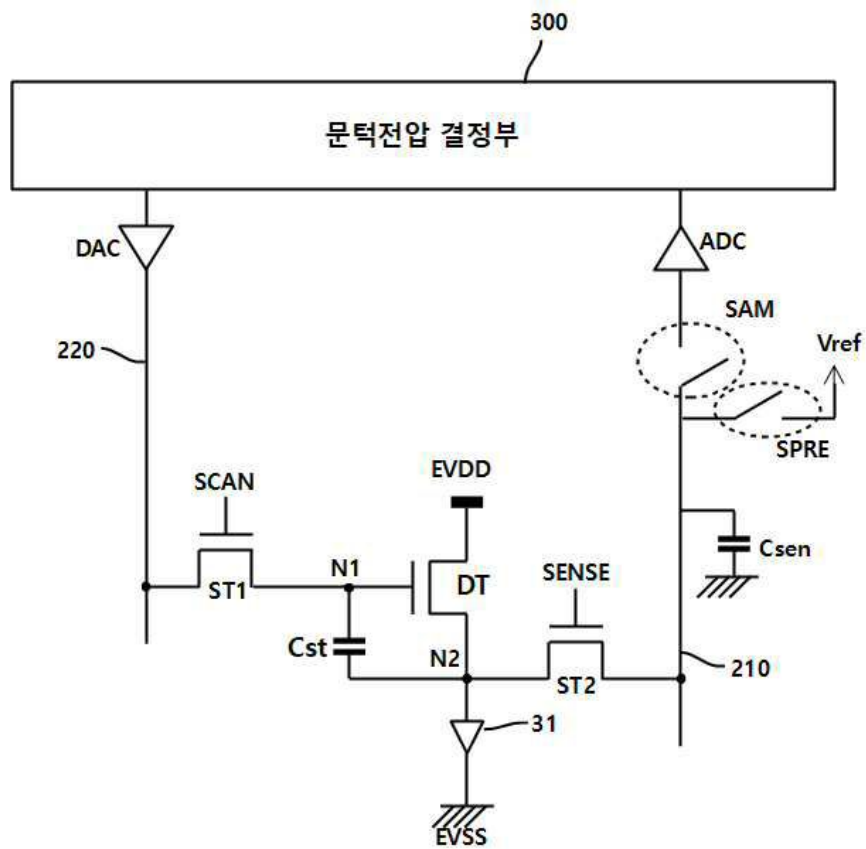 300
문턱전압 결정부
DAC
ADC
SAM
220
Vref
SPRE
SCAN
EVDD
N1
DT
SENSE
Csen
ST1
Cst
N2
ST2
210
31
EVSS